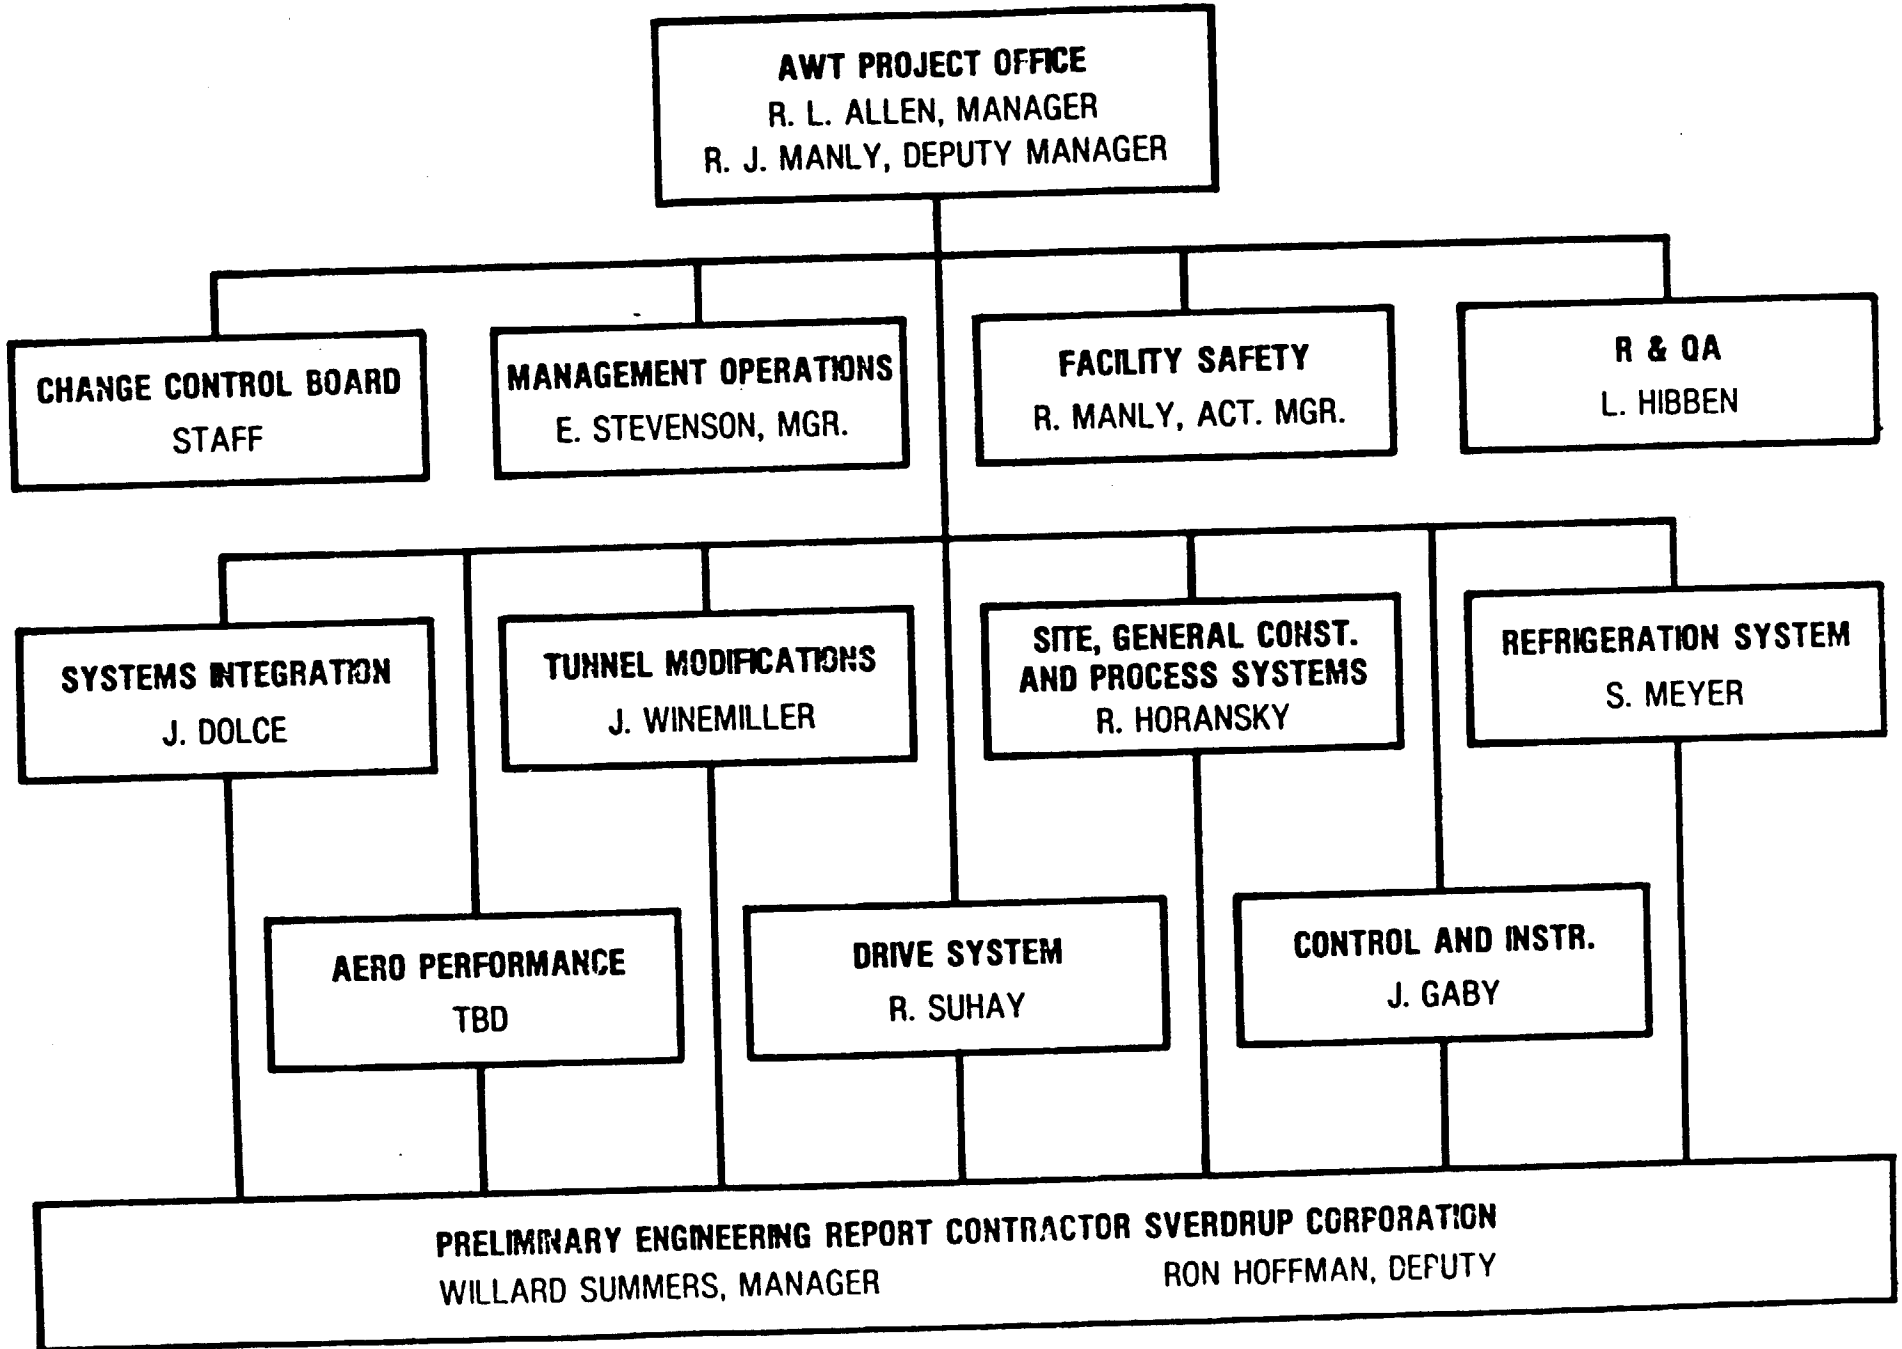 AWT PROJECT OFFICE
R. L. ALLEN, MANAGER
R. J. MANLY, DEPUTY MANAGER
CHANGE CONTROL BOARD
STAFF
MANAGEMENT OPERATIONS
E. STEVENSON, MGR.
FACILITY SAFETY
R. MANLY, ACT. MGR.
R & QA
L. HIBBEN
SYSTEMS INTEGRATION
J. DOLCE
TUNNEL MODIFICATIONS
J. WINEMILLER
SITE, GENERAL CONST.
AND PROCESS SYSTEMS
R. HORANSKY
REFRIGERATION SYSTEM
S. MEYER
AERO PERFORMANCE
TBD
DRIVE SYSTEM
R. SUHAY
CONTROL AND INSTR.
J. GABY
PRELIMINARY ENGINEERING REPORT CONTRACTOR SVERDRUP CORPORATION
WILLARD SUMMERS, MANAGER RON HOFFMAN, DEPUTY